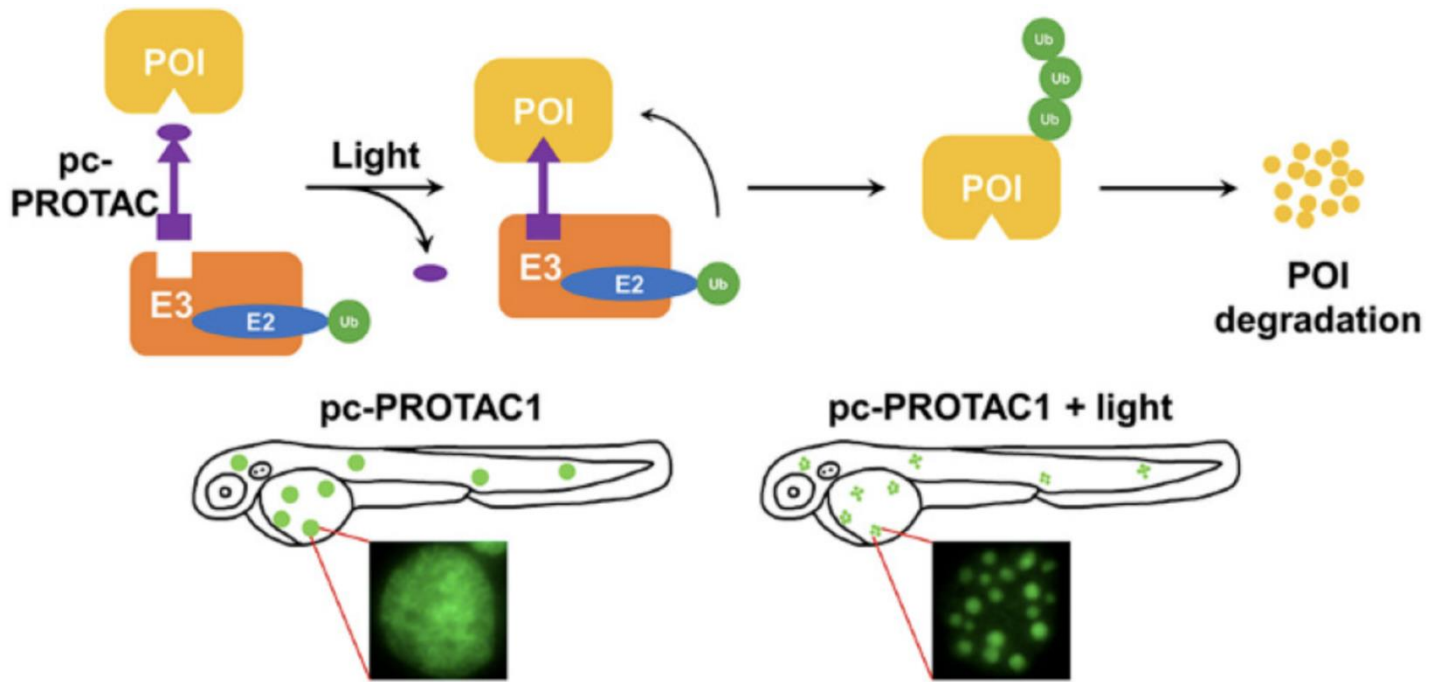 POI
pc-
PROTAC
E3
E2
Ub
Light
POI
E3
E2
Ub
Ub
Ub
Ub
POI
POI
degradation
pc-PROTAC1
pc-PROTAC1 + light